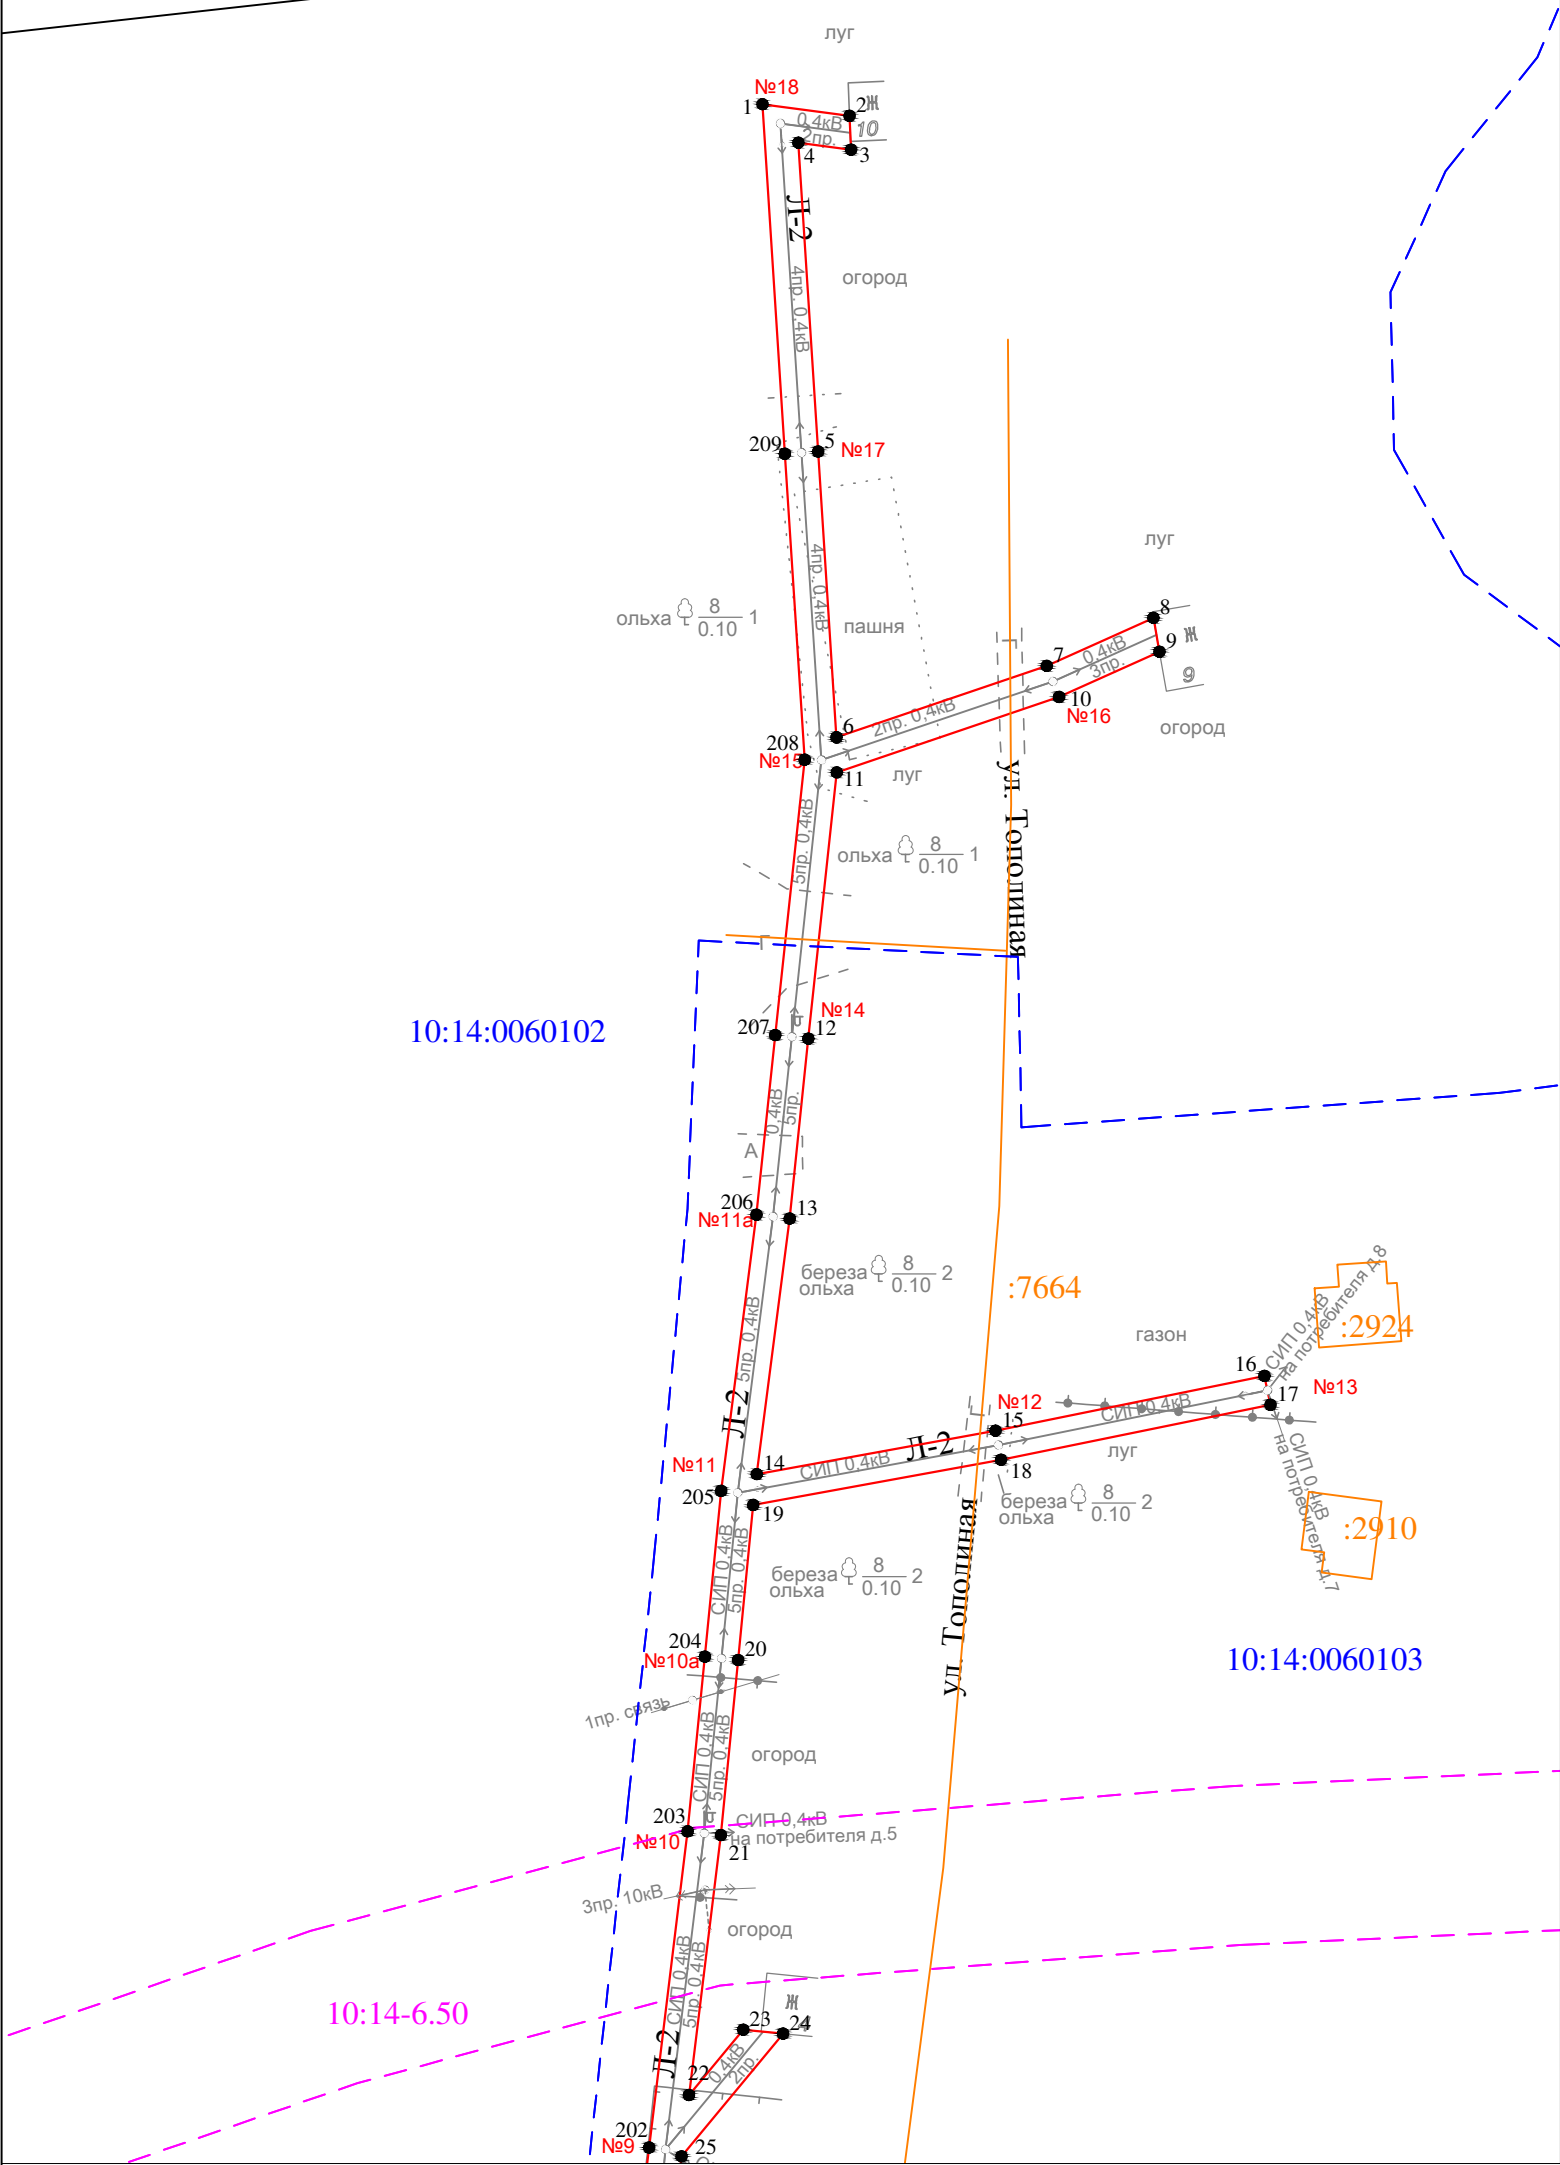 луг
№18
1
2
Ж
0,4кВ
10
2пр.
4
3
Л-2
4пр. 0,4кВ
огород
209
5
№17
4пр. 0,4кВ
луг
ольха 8 1
0.10
пашня
8
9
Ж
7
0,4кВ
3пр.
9
10
№16
огород
6
2пр. 0,4кВ
208
№15
11
луг
ул. Тополиная
5пр. 0,4кВ
ольха 8 1
0.10
Г
10:14:0060102
№14
207
12
0,4кВ
5пр.
А
206
№11а
13
береза 8 2
ольха 0.10
:7664
на потребителя д.8
СИП 0,4кВ
:2924
газон
5пр. 0,4кВ
Л-2
16
17
№13
№12
15
СИП 0,4кВ
Л-2
луг
№11
14
СИП 0,4кВ
18
205
19
береза 8 2
ольха 0.10
СИП 0,4кВ
на потребителя д.7
:2910
ул. Тополиная
СИП 0,4кВ
5пр. 0,4кВ
береза 8 2
ольха 0.10
204
№10а
20
10:14:0060103
1пр. связь
СИП 0,4кВ
5пр. 0,4кВ
огород
203
№10
21
СИП 0,4кВ
на потребителя д.5
3пр. 10кВ
огород
СИП 0,4кВ
5пр. 0,4кВ
10:14-6.50
Ж
23
24
Л-2
0,4кВ
2пр.
22
202
№9
25